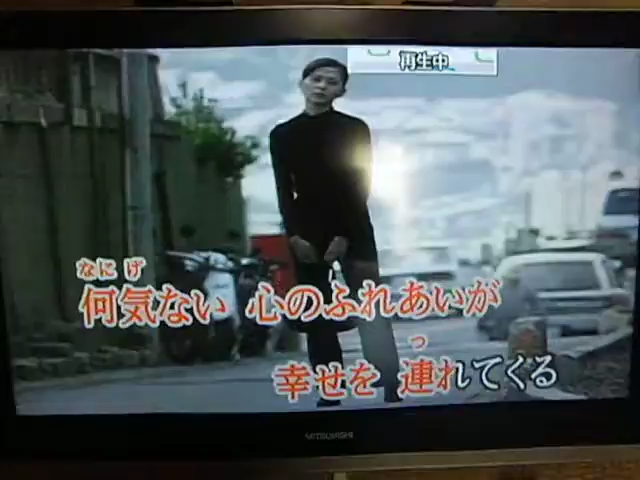 再生中
なにげ
何気ない 心のふれあいが
つ
幸せを 連れてくる
MITSUBISHI